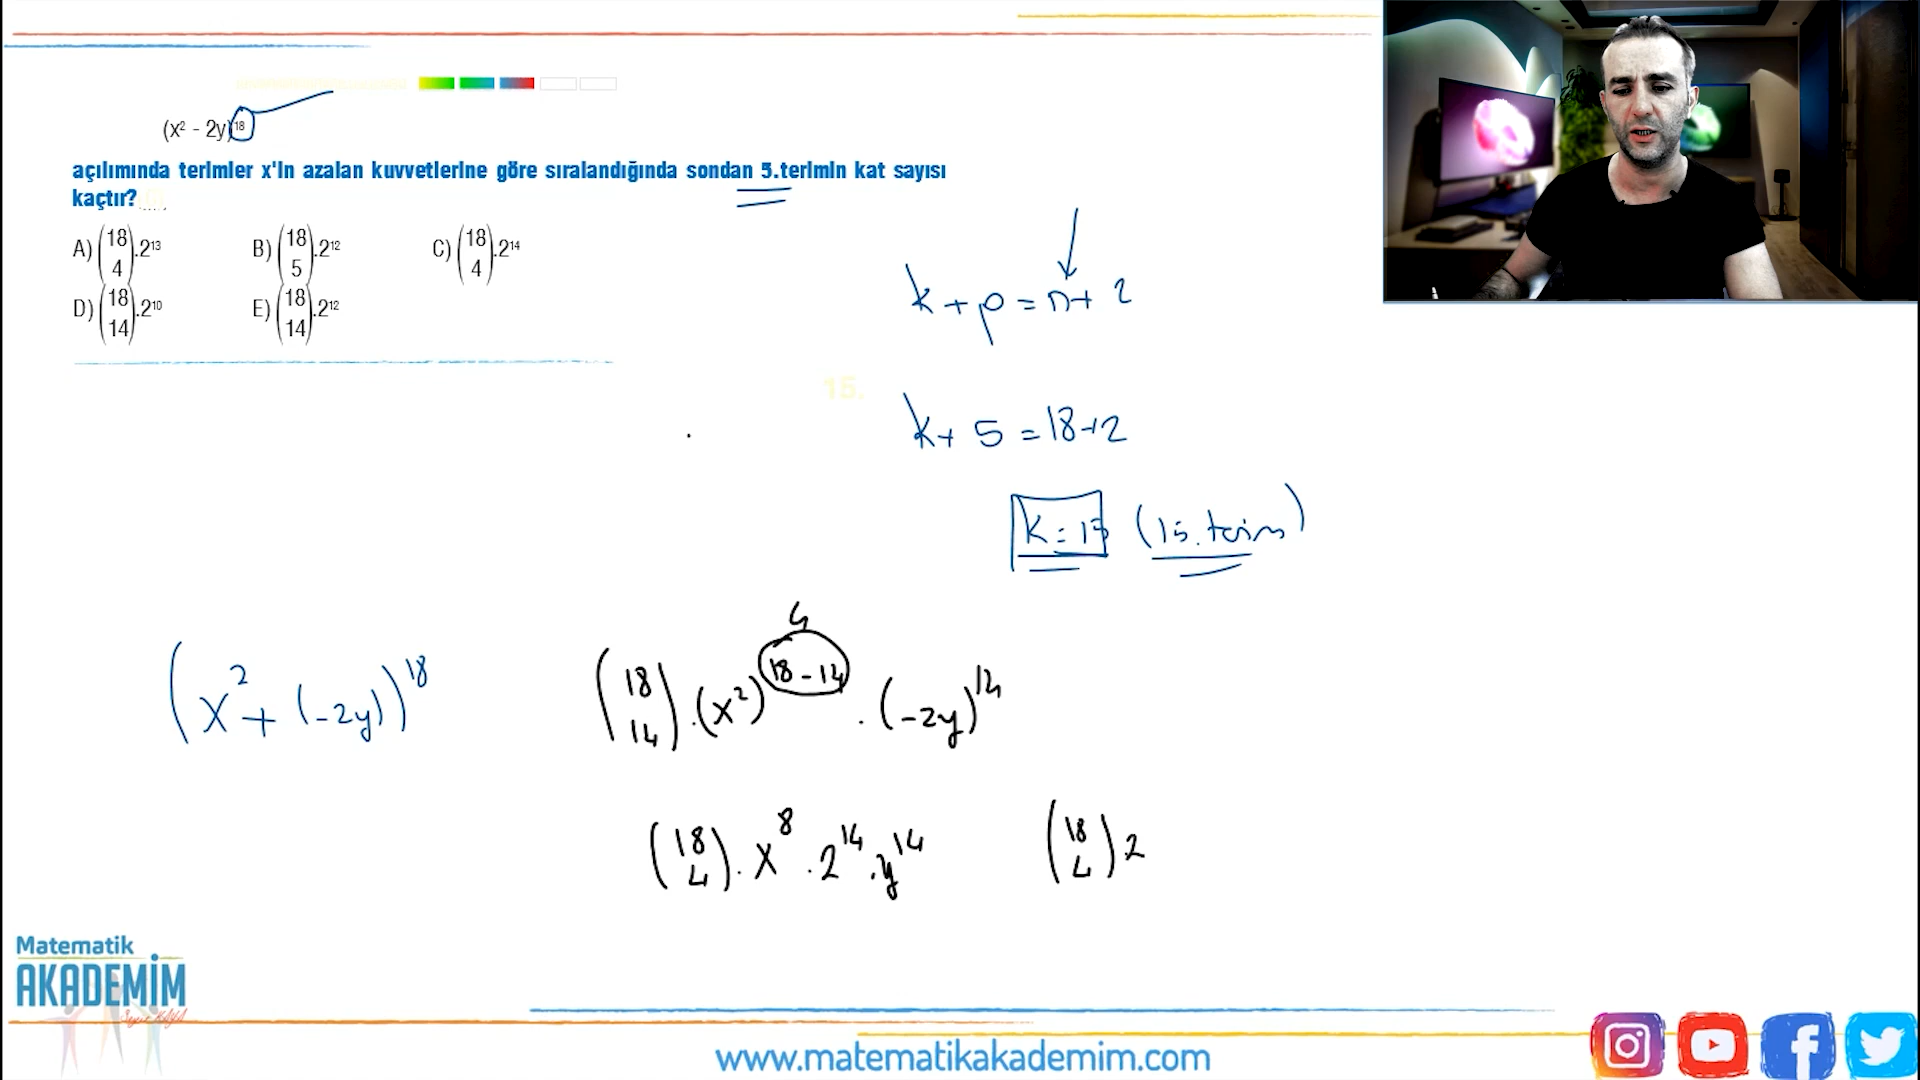 (x² - 2y)¹⁸
açılımında terimler x'in azalan kuvvetlerine göre sıralandığında sondan 5.terimin kat sayısı
kaçtır?
A) (18 4).2¹³ B) (18 5).2¹² C) (18 4).2¹⁴
D) (18 14).2¹⁰ E) (18 14).2¹²
k + p = n + 2
15.
k + 5 = 18 + 2
k = 15 (15. terim)
(x² + (-2y))¹⁸
4
(18 14) . (x²)¹⁸⁻¹⁴ . (-2y)¹⁴
(18 4) . x⁸ . 2¹⁴ . y¹⁴ (18 4) 2
Matematik
AKADEMİM
www.matematikakademim.com